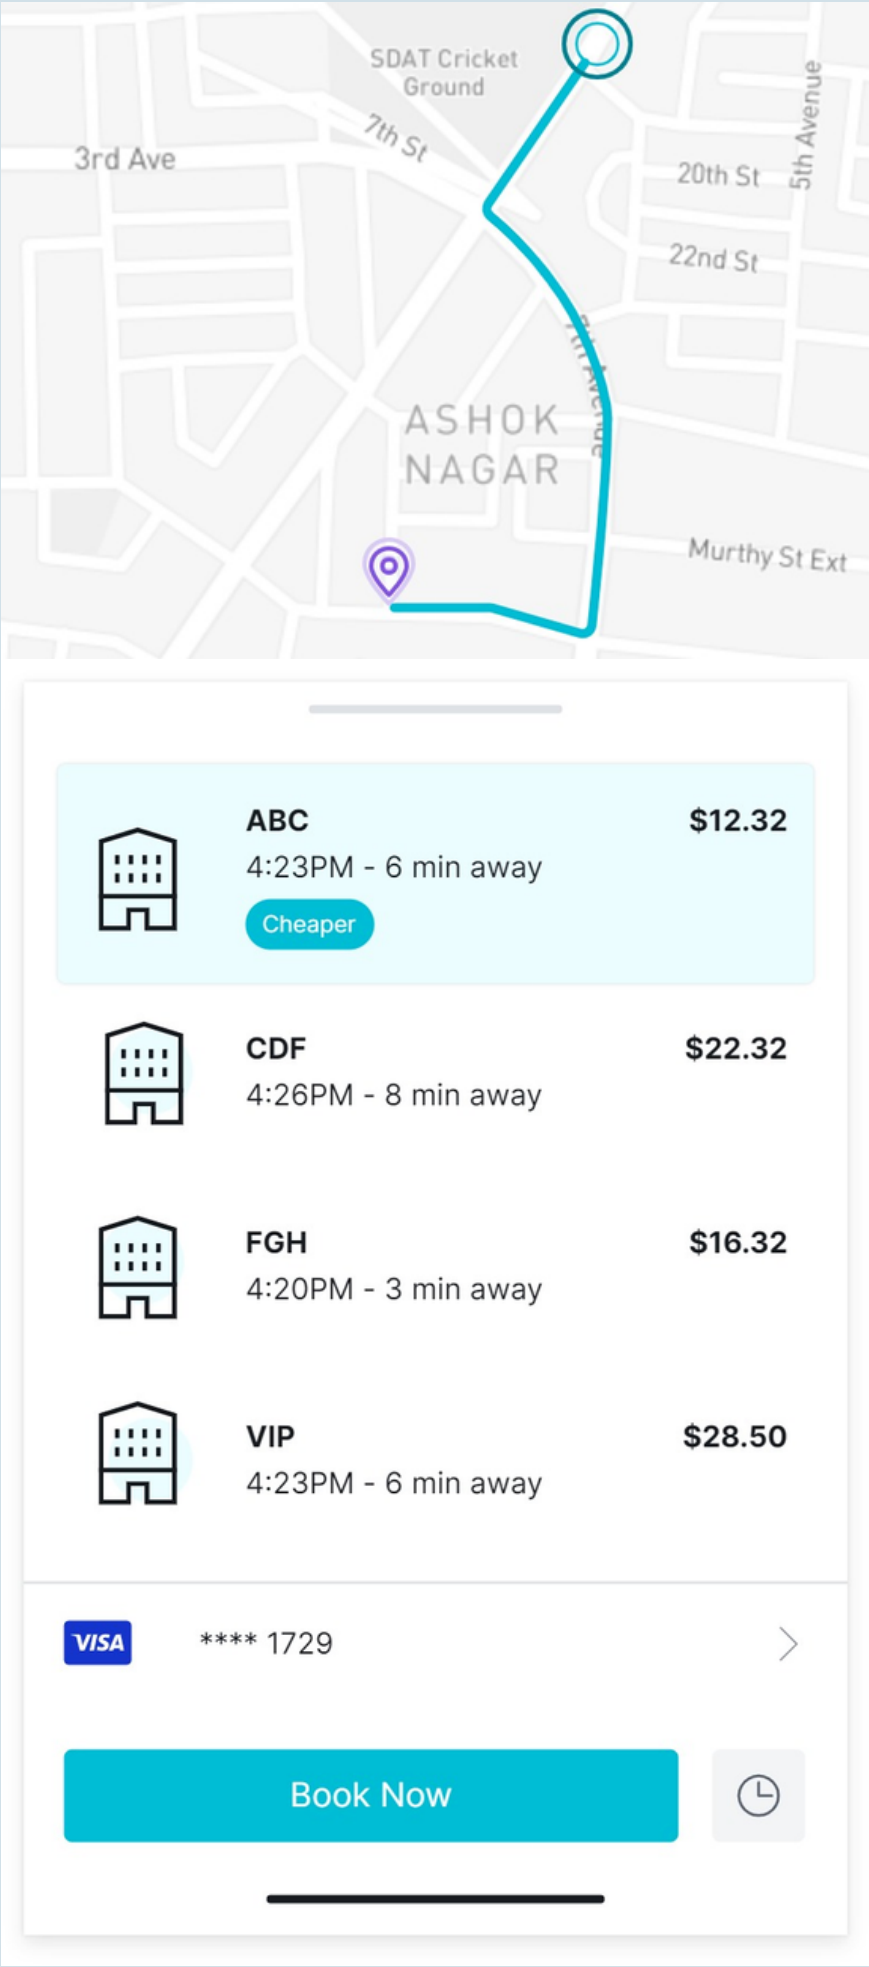 SDAT Cricket
Ground
7th St
3rd Ave
5th Avenue
20th St
22nd St
7th Avenue
ASHOK
NAGAR
Murthy St Ext
ABC
$12.32
4:23PM - 6 min away
Cheaper
CDF
$22.32
4:26PM - 8 min away
FGH
$16.32
4:20PM - 3 min away
VIP
$28.50
4:23PM - 6 min away
VISA
**** 1729
Book Now